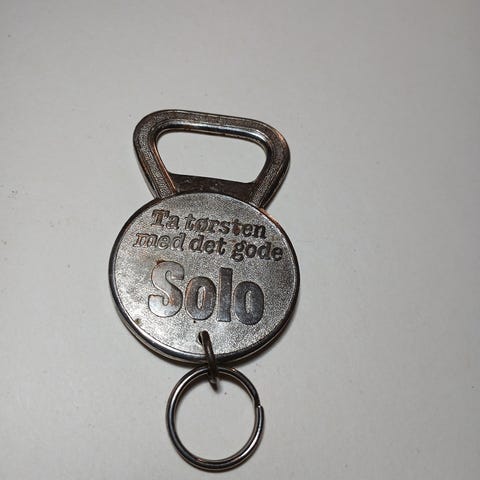 Ta tørsten
med det gode
Solo